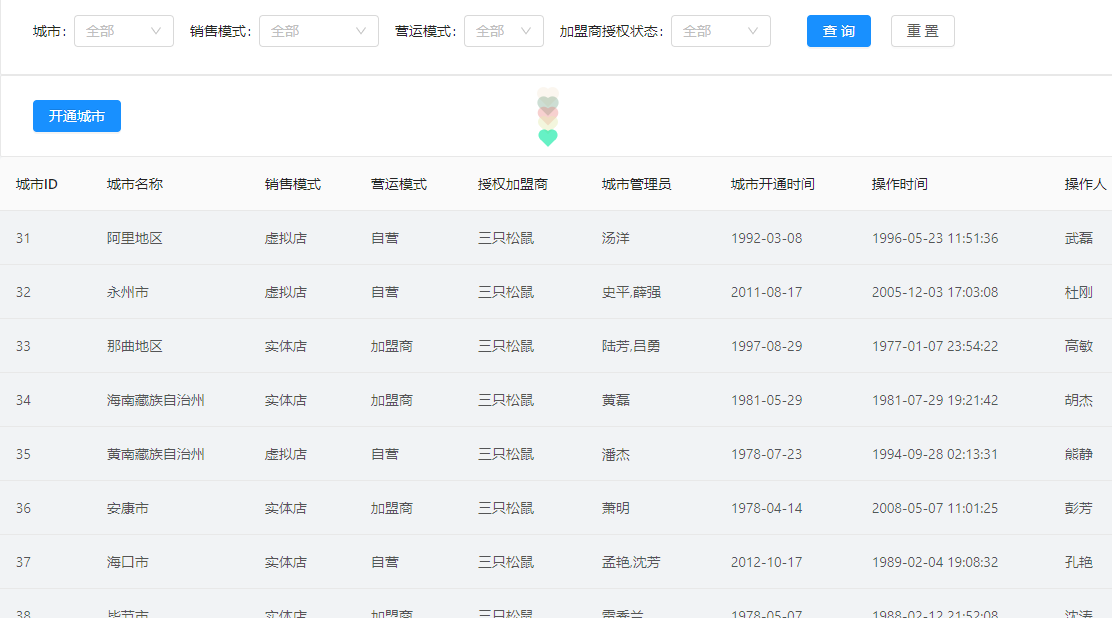 城市: 全部 销售模式: 全部 营运模式: 全部 加盟商授权状态: 全部 查 询 重 置
开通城市
城市ID 城市名称 销售模式 营运模式 授权加盟商 城市管理员 城市开通时间 操作时间 操作人
31 阿里地区 虚拟店 自营 三只松鼠 汤洋 1992-03-08 1996-05-23 11:51:36 武磊
32 永州市 虚拟店 自营 三只松鼠 史平,薛强 2011-08-17 2005-12-03 17:03:08 杜刚
33 那曲地区 实体店 加盟商 三只松鼠 陆芳,吕勇 1997-08-29 1977-01-07 23:54:22 高敏
34 海南藏族自治州 实体店 加盟商 三只松鼠 黄磊 1981-05-29 1981-07-29 19:21:42 胡杰
35 黄南藏族自治州 虚拟店 自营 三只松鼠 潘杰 1978-07-23 1994-09-28 02:13:31 熊静
36 安康市 实体店 加盟商 三只松鼠 萧明 1978-04-14 2008-05-07 11:01:25 彭芳
37 海口市 实体店 自营 三只松鼠 孟艳,沈芳 2012-10-17 1989-02-04 19:08:32 孔艳
38 毕节市 实体店 加盟商 三只松鼠 雷秀兰 1978-05-07 1988-02-12 21:52:08 沈涛